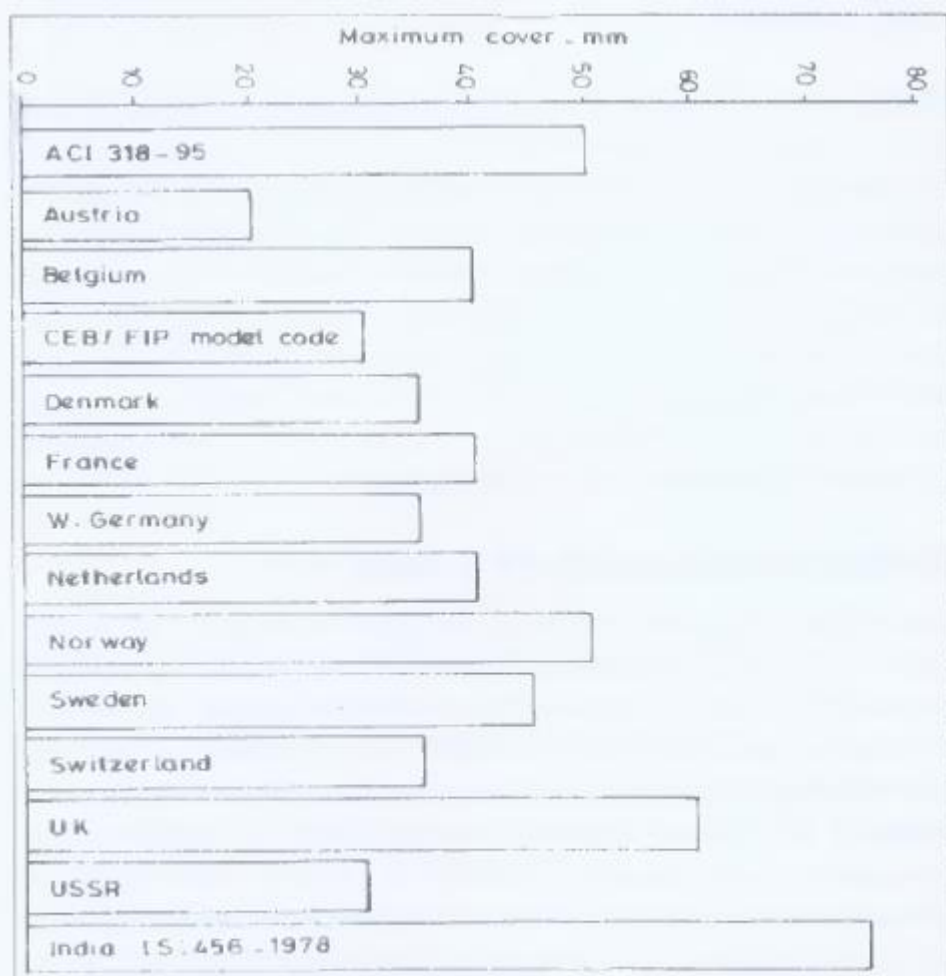 Maximum cover - mm
0 10 20 30 40 50 60 70 80
ACI 318-95
Austria
Belgium
CEB/ FIP model code
Denmark
France
W. Germany
Netherlands
Norway
Sweden
Switzerland
UK
USSR
India I S: 456 - 1978